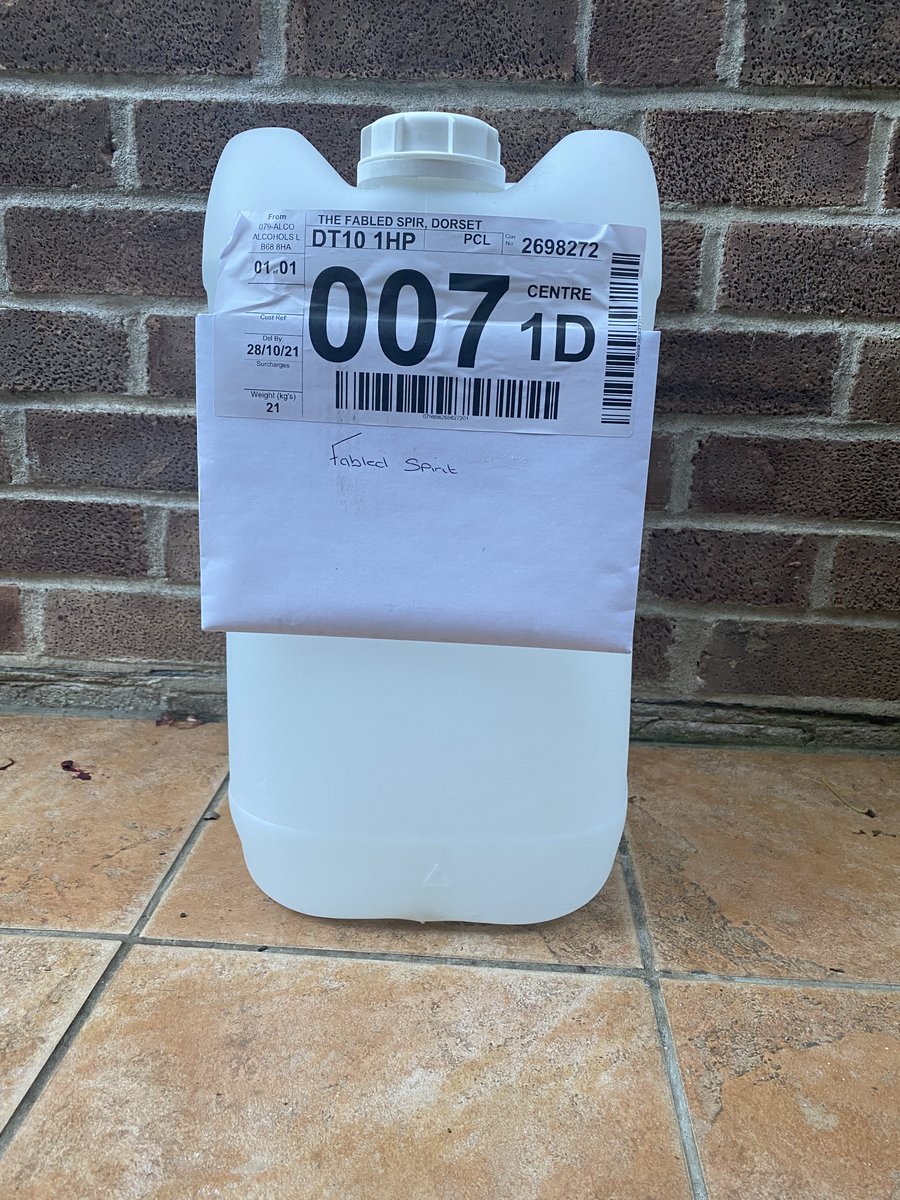 From
079-ALCO
ALCOHOLS L
B68 8HA
01 of 01
Cust Ref
Del By:
28/10/21
Surcharges
Weight (kg's)
21
THE FABLED SPIR, DORSET
DT10 1HP
PCL
Con No:
2698272
007
CENTRE
1D
Fabled Spirit